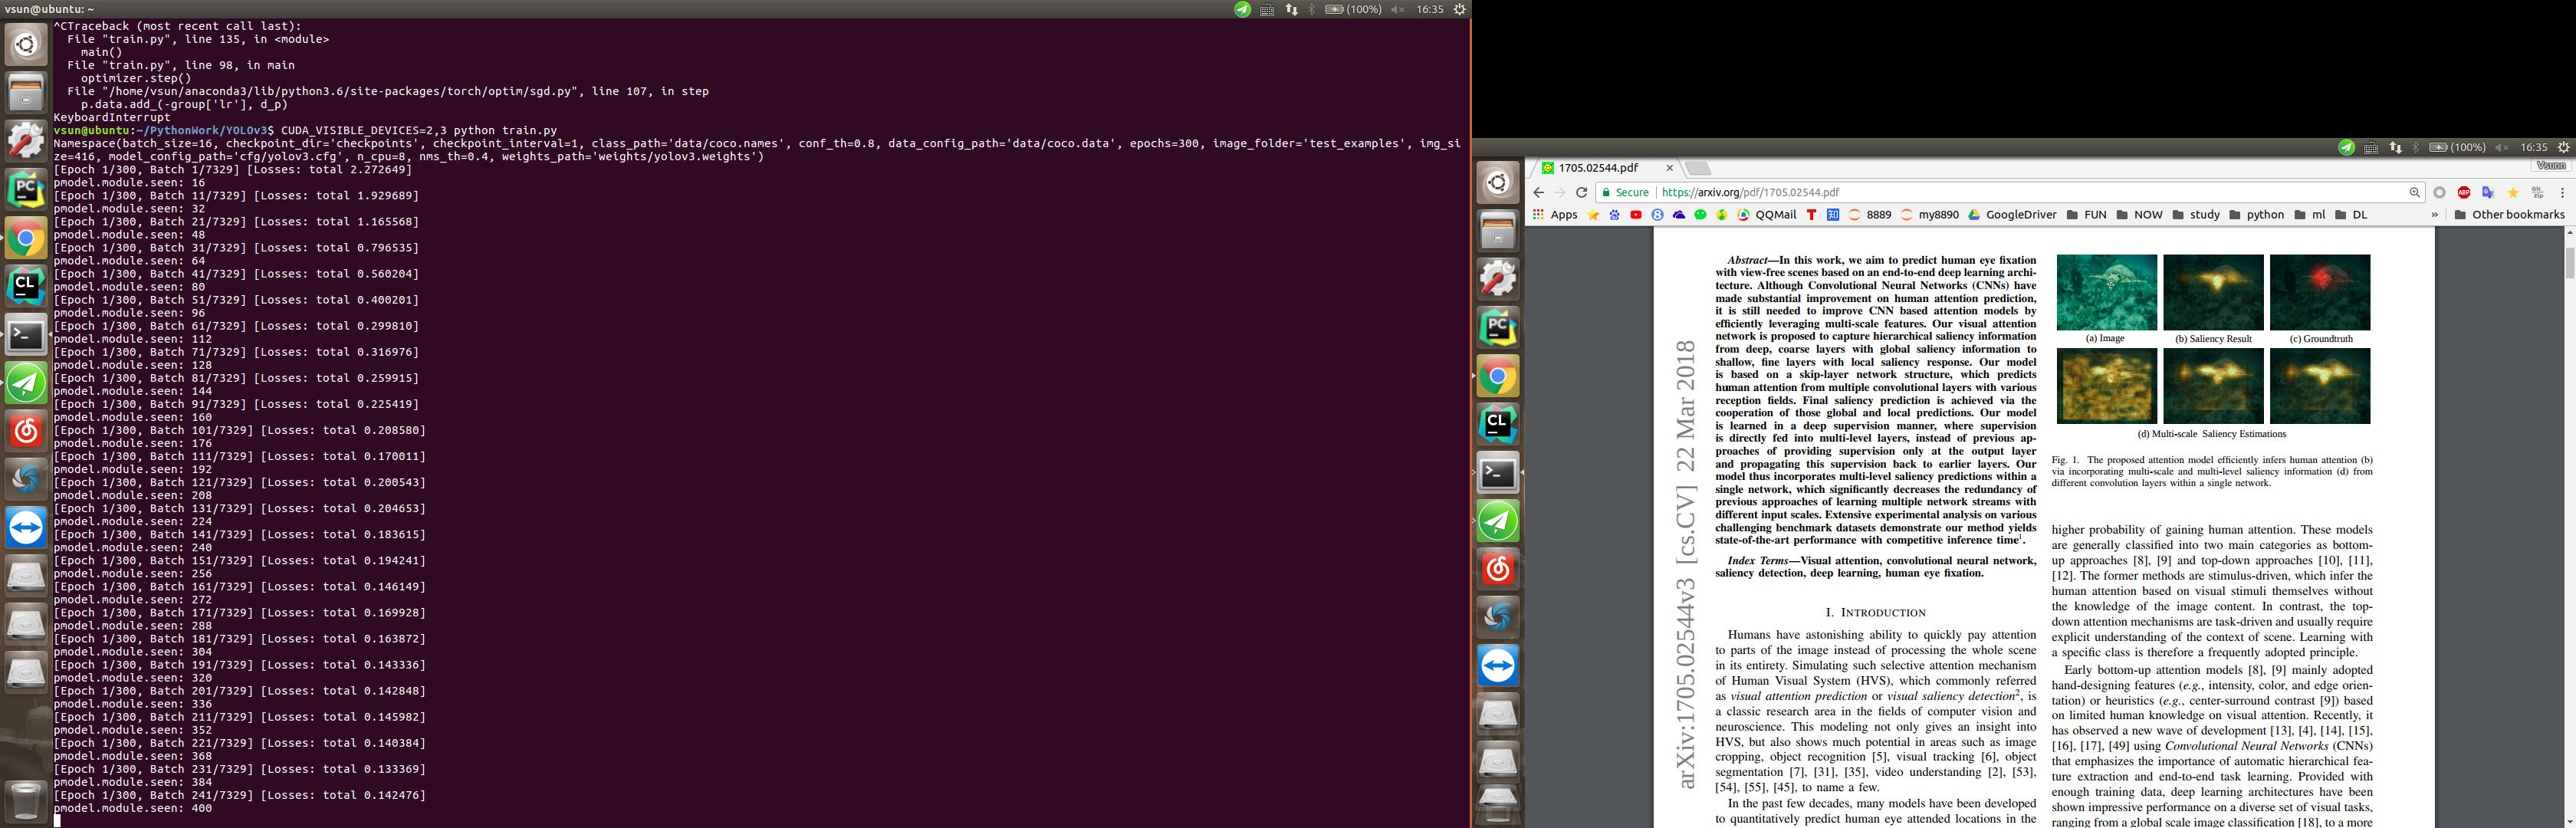 vsun@ubuntu: ~
(100%)
16:35
^CTraceback (most recent call last):
File "train.py", line 135, in <module>
main()
File "train.py", line 98, in main
optimizer.step()
File "/home/vsun/anaconda3/lib/python3.6/site-packages/torch/optim/sgd.py", line 107, in step
p.data.add_(-group['lr'], d_p)
KeyboardInterrupt
vsun@ubuntu:~/PythonWork/YOLOv3$ CUDA_VISIBLE_DEVICES=2,3 python train.py
Namespace(batch_size=16, checkpoint_dir='checkpoints', checkpoint_interval=1, class_path='data/coco.names', conf_th=0.8, data_config_path='data/coco.data', epochs=300, image_folder='test_examples', img_si
ze=416, model_config_path='cfg/yolov3.cfg', n_cpu=8, nms_th=0.4, weights_path='weights/yolov3.weights')
[Epoch 1/300, Batch 1/7329] [Losses: total 2.272649]
pmodel.module.seen: 16
[Epoch 1/300, Batch 11/7329] [Losses: total 1.929689]
pmodel.module.seen: 32
[Epoch 1/300, Batch 21/7329] [Losses: total 1.165568]
pmodel.module.seen: 48
[Epoch 1/300, Batch 31/7329] [Losses: total 0.796535]
pmodel.module.seen: 64
[Epoch 1/300, Batch 41/7329] [Losses: total 0.560204]
pmodel.module.seen: 80
[Epoch 1/300, Batch 51/7329] [Losses: total 0.400201]
pmodel.module.seen: 96
[Epoch 1/300, Batch 61/7329] [Losses: total 0.299810]
pmodel.module.seen: 112
[Epoch 1/300, Batch 71/7329] [Losses: total 0.316976]
pmodel.module.seen: 128
[Epoch 1/300, Batch 81/7329] [Losses: total 0.259915]
pmodel.module.seen: 144
[Epoch 1/300, Batch 91/7329] [Losses: total 0.225419]
pmodel.module.seen: 160
[Epoch 1/300, Batch 101/7329] [Losses: total 0.208580]
pmodel.module.seen: 176
[Epoch 1/300, Batch 111/7329] [Losses: total 0.170011]
pmodel.module.seen: 192
[Epoch 1/300, Batch 121/7329] [Losses: total 0.200543]
pmodel.module.seen: 208
[Epoch 1/300, Batch 131/7329] [Losses: total 0.204653]
pmodel.module.seen: 224
[Epoch 1/300, Batch 141/7329] [Losses: total 0.183615]
pmodel.module.seen: 240
[Epoch 1/300, Batch 151/7329] [Losses: total 0.194241]
pmodel.module.seen: 256
[Epoch 1/300, Batch 161/7329] [Losses: total 0.146149]
pmodel.module.seen: 272
[Epoch 1/300, Batch 171/7329] [Losses: total 0.169928]
pmodel.module.seen: 288
[Epoch 1/300, Batch 181/7329] [Losses: total 0.163872]
pmodel.module.seen: 304
[Epoch 1/300, Batch 191/7329] [Losses: total 0.143336]
pmodel.module.seen: 320
[Epoch 1/300, Batch 201/7329] [Losses: total 0.142848]
pmodel.module.seen: 336
[Epoch 1/300, Batch 211/7329] [Losses: total 0.145982]
pmodel.module.seen: 352
[Epoch 1/300, Batch 221/7329] [Losses: total 0.140384]
pmodel.module.seen: 368
[Epoch 1/300, Batch 231/7329] [Losses: total 0.133369]
pmodel.module.seen: 384
[Epoch 1/300, Batch 241/7329] [Losses: total 0.142476]
pmodel.module.seen: 400
PC
CL
(100%)
16:35
1705.02544.pdf
Vsunn
Secure
https://arxiv.org/pdf/1705.02544.pdf
ABP
Apps
QQMail
8889
my8890
GoogleDriver
FUN
NOW
study
python
ml
DL
Other bookmarks
PC
CL
arXiv:1705.02544v3 [cs.CV] 22 Mar 2018
Abstract—In this work, we aim to predict human eye fixation
with view-free scenes based on an end-to-end deep learning archi-
tecture. Although Convolutional Neural Networks (CNNs) have
made substantial improvement on human attention prediction,
it is still needed to improve CNN based attention models by
efficiently leveraging multi-scale features. Our visual attention
network is proposed to capture hierarchical saliency information
from deep, coarse layers with global saliency information to
shallow, fine layers with local saliency response. Our model
is based on a skip-layer network structure, which predicts
human attention from multiple convolutional layers with various
reception fields. Final saliency prediction is achieved via the
cooperation of those global and local predictions. Our model
is learned in a deep supervision manner, where supervision
is directly fed into multi-level layers, instead of previous ap-
proaches of providing supervision only at the output layer
and propagating this supervision back to earlier layers. Our
model thus incorporates multi-level saliency predictions within a
single network, which significantly decreases the redundancy of
previous approaches of learning multiple network streams with
different input scales. Extensive experimental analysis on various
challenging benchmark datasets demonstrate our method yields
state-of-the-art performance with competitive inference time1.
Index Terms—Visual attention, convolutional neural network,
saliency detection, deep learning, human eye fixation.
I. INTRODUCTION
Humans have astonishing ability to quickly pay attention
to parts of the image instead of processing the whole scene
in its entirety. Simulating such selective attention mechanism
of Human Visual System (HVS), which commonly referred
as visual attention prediction or visual saliency detection2, is
a classic research area in the fields of computer vision and
neuroscience. This modeling not only gives an insight into
HVS, but also shows much potential in areas such as image
cropping, object recognition [5], visual tracking [6], object
segmentation [7], [31], [35], video understanding [2], [53],
[54], [55], [45], to name a few.
In the past few decades, many models have been developed
to quantitatively predict human eye attended locations in the
(a) Image
(b) Saliency Result
(c) Groundtruth
(d) Multi-scale Saliency Estimations
Fig. 1. The proposed attention model efficiently infers human attention (b)
via incorporating multi-scale and multi-level saliency information (d) from
different convolution layers within a single network.
higher probability of gaining human attention. These models
are generally classified into two main categories as bottom-
up approaches [8], [9] and top-down approaches [10], [11],
[12]. The former methods are stimulus-driven, which infer the
human attention based on visual stimuli themselves without
the knowledge of the image content. In contrast, the top-
down attention mechanisms are task-driven and usually require
explicit understanding of the context of scene. Learning with
a specific class is therefore a frequently adopted principle.
Early bottom-up attention models [8], [9] mainly adopted
hand-designing features (e.g., intensity, color, and edge orien-
tation) or heuristics (e.g., center-surround contrast [9]) based
on limited human knowledge on visual attention. Recently, it
has observed a new wave of development [13], [4], [14], [15],
[16], [17], [49] using Convolutional Neural Networks (CNNs)
that emphasizes the importance of automatic hierarchical fea-
ture extraction and end-to-end task learning. Provided with
enough training data, deep learning architectures have been
shown impressive performance on a diverse set of visual tasks,
ranging from a global scale image classification [18], to a more